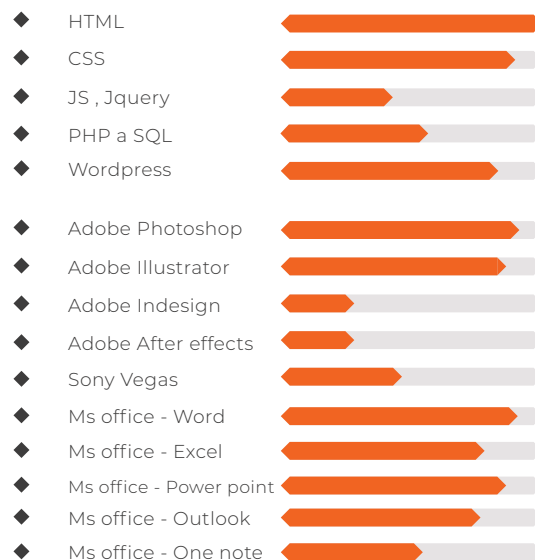 HTML
CSS
JS , Jquery
PHP a SQL
Wordpress
Adobe Photoshop
Adobe Illustrator
Adobe Indesign
Adobe After effects
Sony Vegas
Ms office - Word
Ms office - Excel
Ms office - Power point
Ms office - Outlook
Ms office - One note